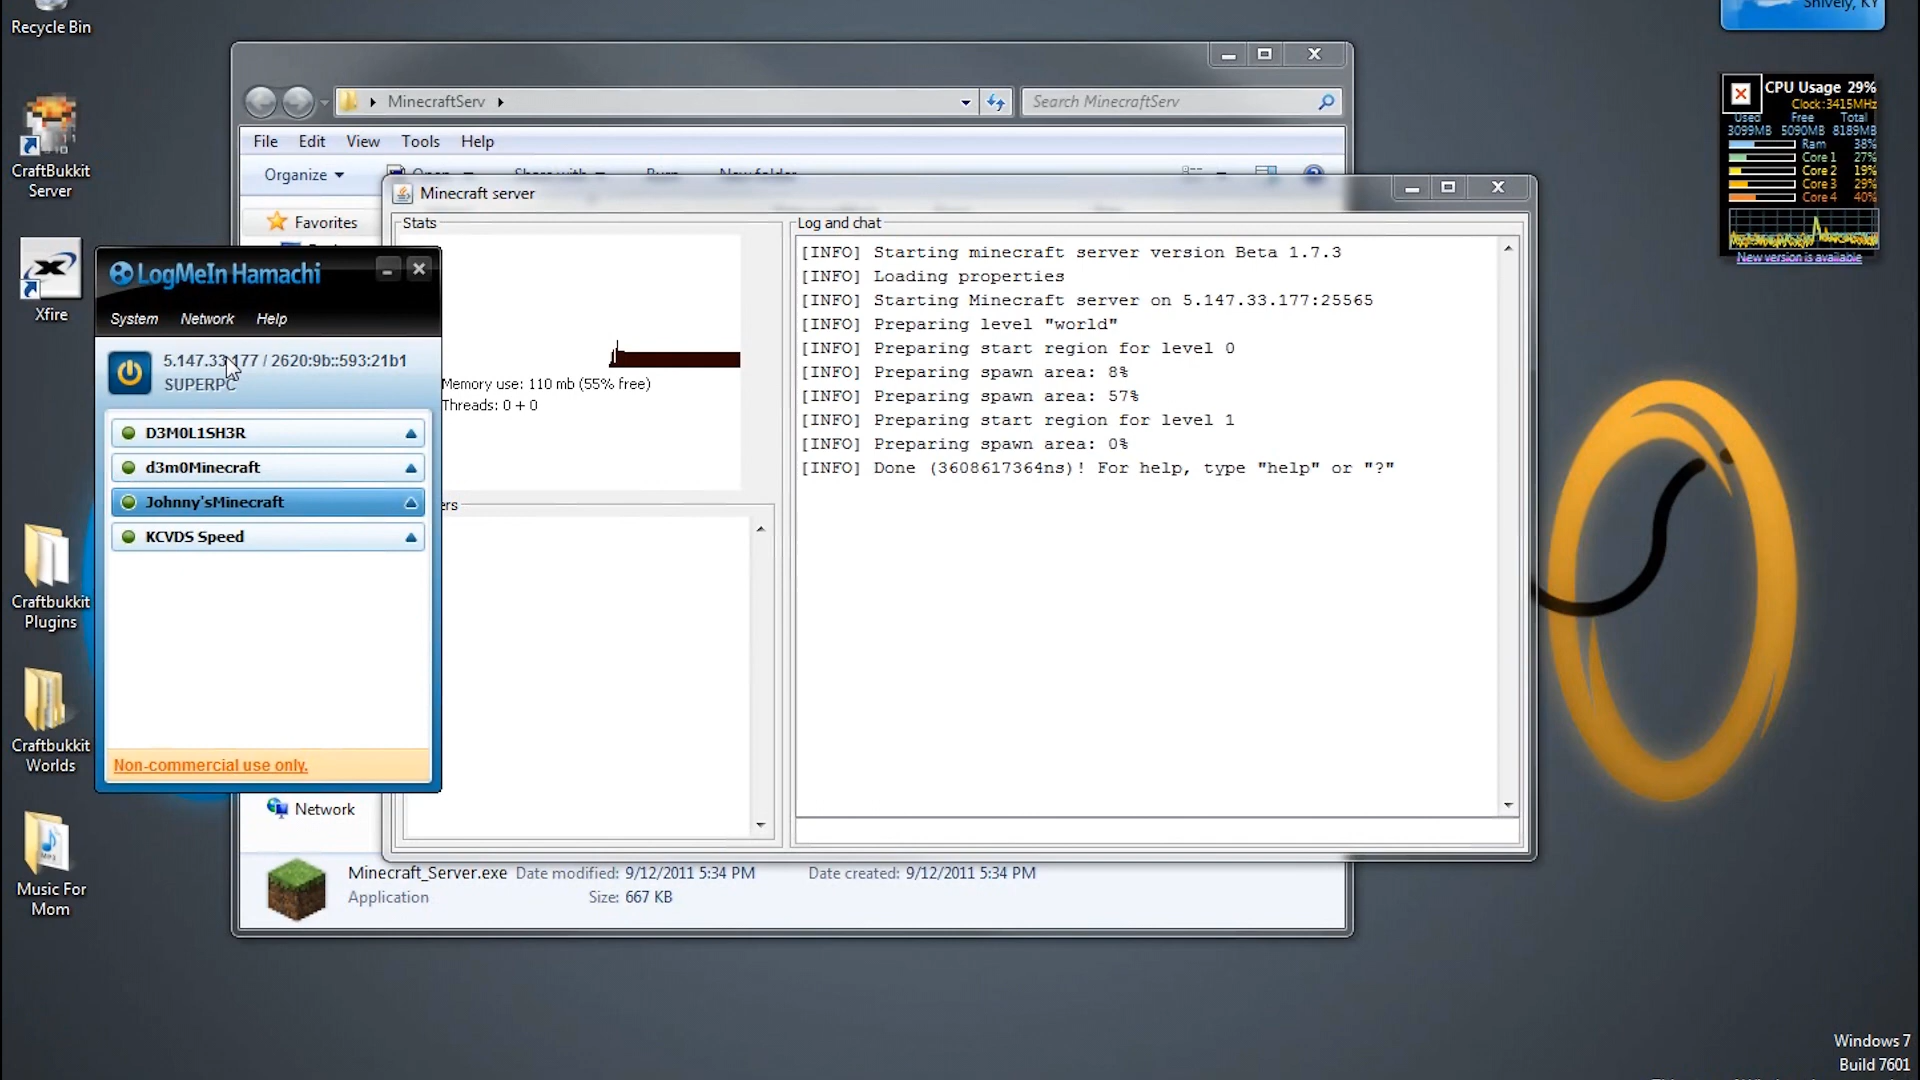 Recycle Bin
CraftBukkit
Server
Xfire
Craftbukkit
Plugins
Craftbukkit
Worlds
Music For
Mom
MinecraftServ
Search MinecraftServ
File Edit View Tools Help
Organize
Favorites
Network
Minecraft_Server.exe Date modified: 9/12/2011 5:34 PM Date created: 9/12/2011 5:34 PM
Application Size: 667 KB
LogMeIn Hamachi
System Network Help
5.147.33.177 / 2620:9b::593:21b1
SUPERPC
D3M0L1SH3R
d3m0Minecraft
Johnny'sMinecraft
KCVDS Speed
Non-commercial use only.
Minecraft server
Stats
Memory use: 110 mb (55% free)
Threads: 0 + 0
ers
Log and chat
[INFO] Starting minecraft server version Beta 1.7.3
[INFO] Loading properties
[INFO] Starting Minecraft server on 5.147.33.177:25565
[INFO] Preparing level "world"
[INFO] Preparing start region for level 0
[INFO] Preparing spawn area: 8%
[INFO] Preparing spawn area: 57%
[INFO] Preparing start region for level 1
[INFO] Preparing spawn area: 0%
[INFO] Done (3608617364ns)! For help, type "help" or "?"
Shively, KY
CPU Usage 29%
Clock:3415MHz
Used Free Total
3099MB 5090MB 8189MB
Ram 38%
Core 1 27%
Core 2 19%
Core 3 29%
Core 4 40%
New version is available
Windows 7
Build 7601